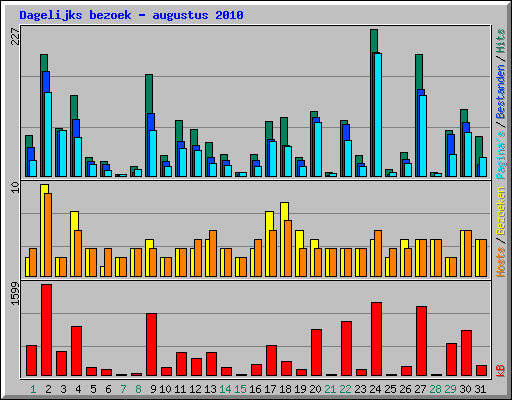 Dagelijks bezoek - augustus 2010
227
10
1599
Pagina's / Bestanden / Hits
Hosts / Bezoeken
kB
1 2 3 4 5 6 7 8 9 10 11 12 13 14 15 16 17 18 19 20 21 22 23 24 25 26 27 28 29 30 31